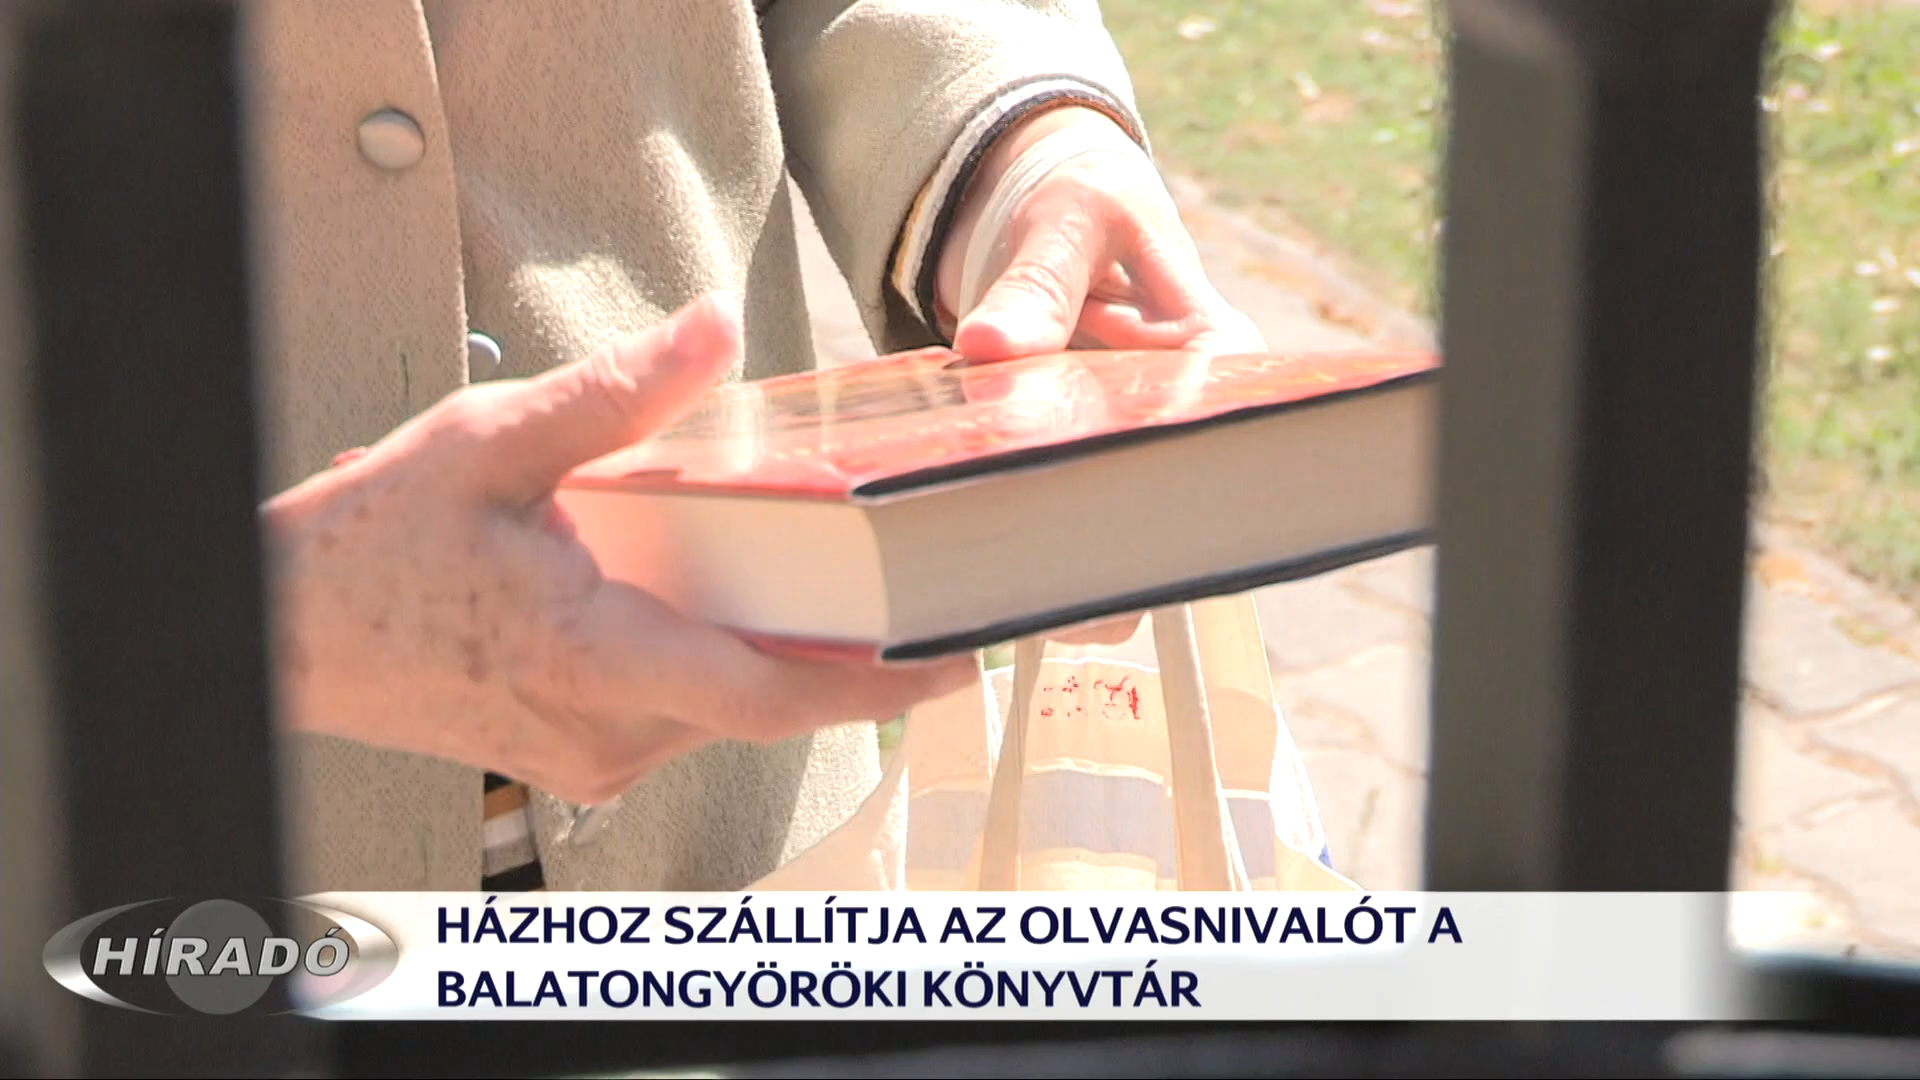 HÍRADÓ
HÁZHOZ SZÁLLÍTJA AZ OLVASNIVALÓT A
BALATONGYÖRÖKI KÖNYVTÁR